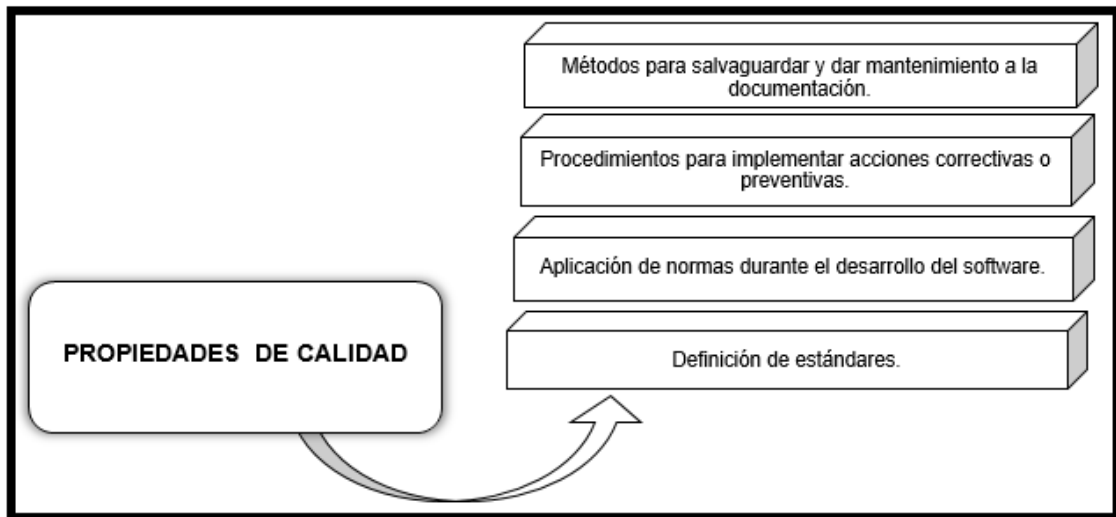 Métodos para salvaguardar y dar mantenimiento a la
documentación.
Procedimientos para implementar acciones correctivas o
preventivas.
Aplicación de normas durante el desarrollo del software.
PROPIEDADES DE CALIDAD
Definición de estándares.